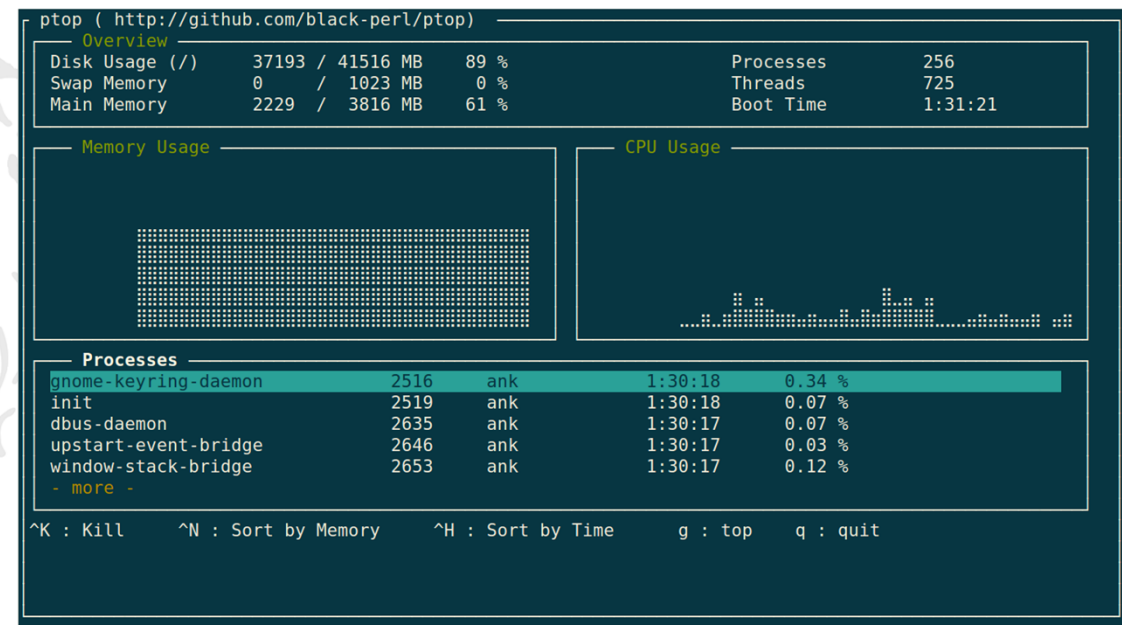 ptop ( http://github.com/black-perl/ptop)
Overview
Disk Usage (/) 37193 / 41516 MB 89 % Processes 256
Swap Memory 0 / 1023 MB 0 % Threads 725
Main Memory 2229 / 3816 MB 61 % Boot Time 1:31:21
Memory Usage CPU Usage
Processes
gnome-keyring-daemon 2516 ank 1:30:18 0.34 %
init 2519 ank 1:30:18 0.07 %
dbus-daemon 2635 ank 1:30:17 0.07 %
upstart-event-bridge 2646 ank 1:30:17 0.03 %
window-stack-bridge 2653 ank 1:30:17 0.12 %
- more -
^K : Kill ^N : Sort by Memory ^H : Sort by Time g : top q : quit